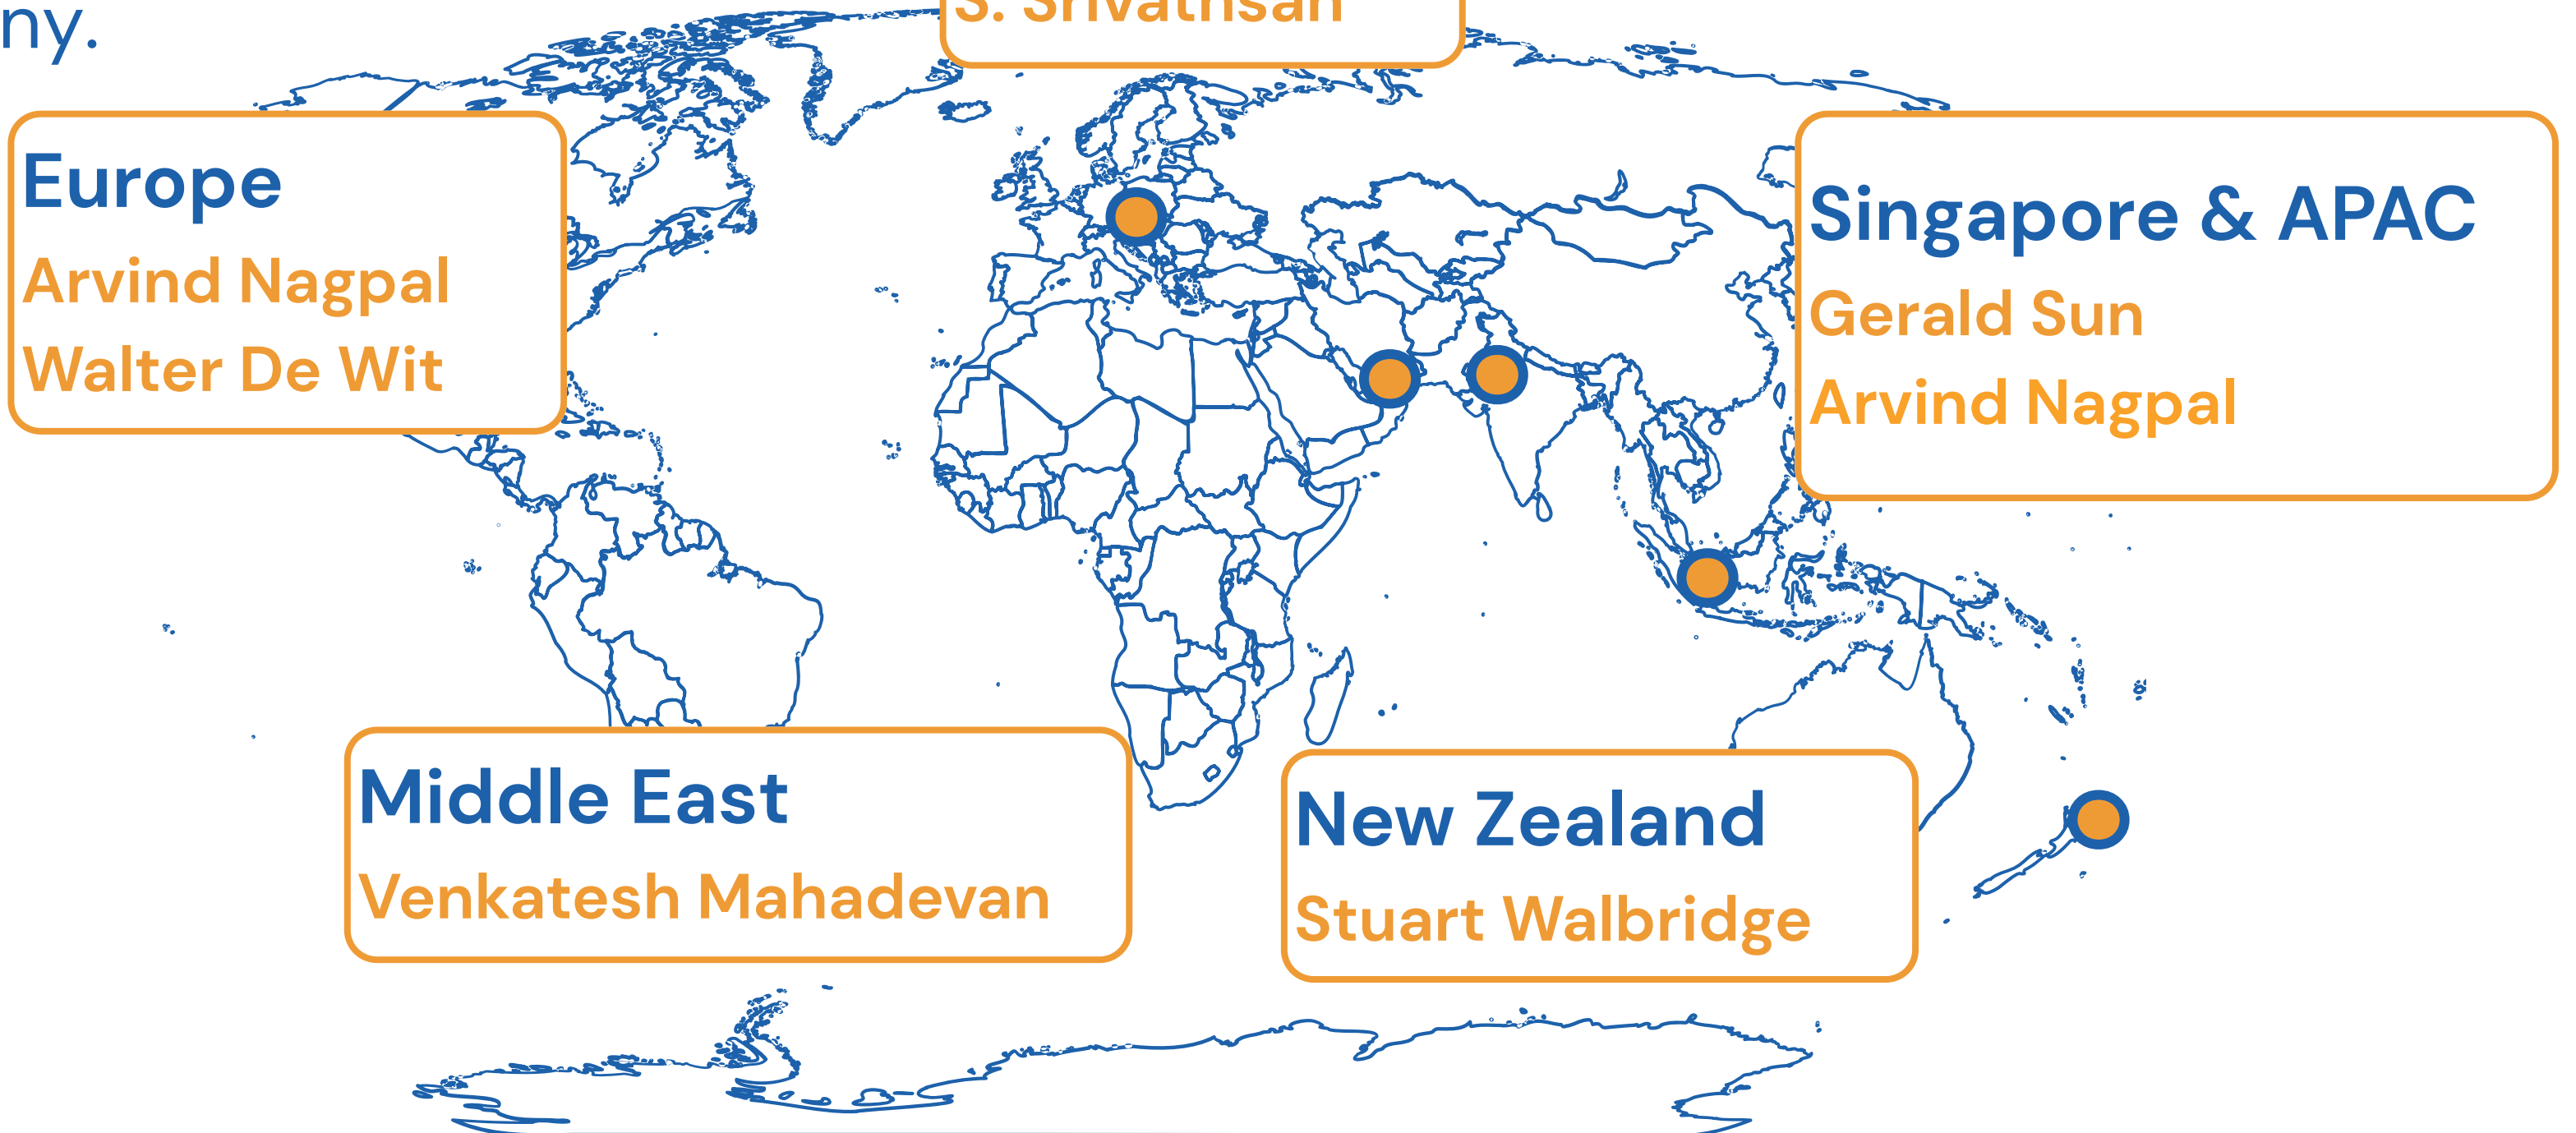 ny.
S. Srivathsan
Europe
Arvind Nagpal
Walter De Wit
Singapore & APAC
Gerald Sun
Arvind Nagpal
Middle East
Venkatesh Mahadevan
New Zealand
Stuart Walbridge